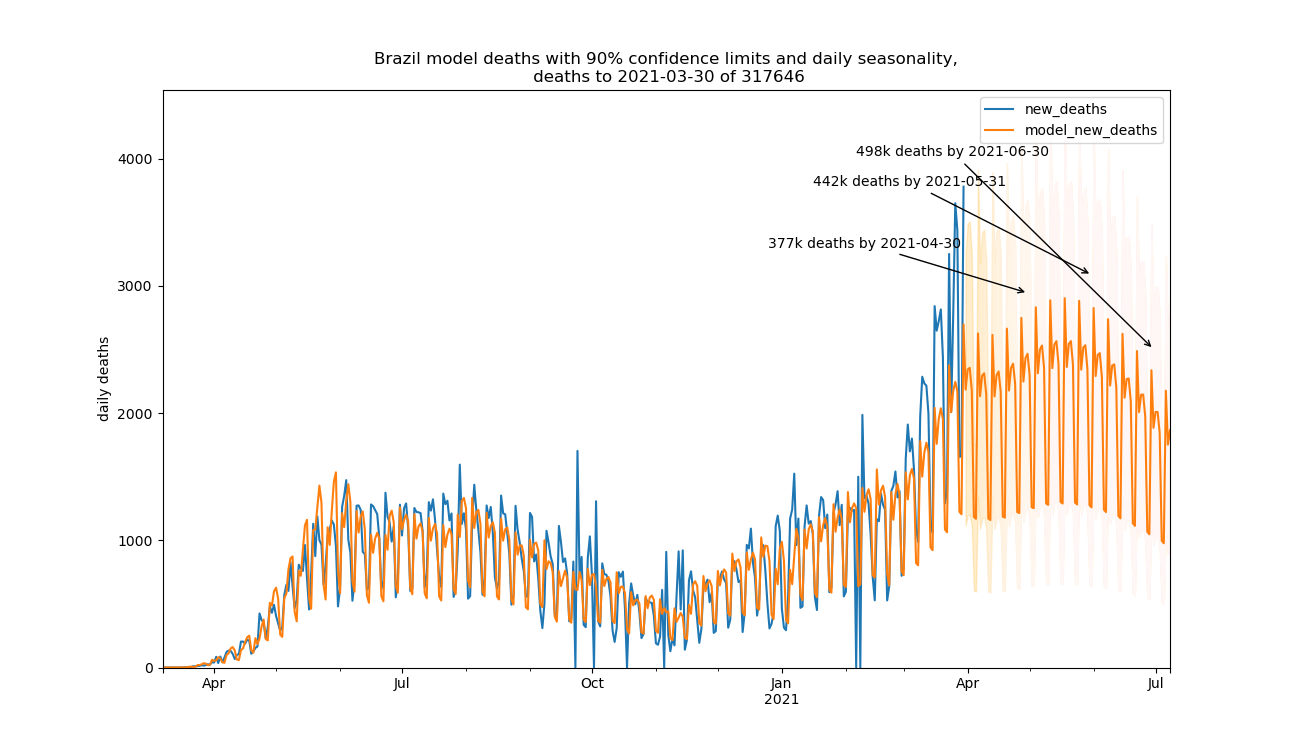 Brazil model deaths with 90% confidence limits and daily seasonality,
deaths to 2021-03-30 of 317646
new_deaths
model_new_deaths
498k deaths by 2021-06-30
442k deaths by 2021-05-31
377k deaths by 2021-04-30
daily deaths
4000
3000
2000
1000
0
Apr
Jul
Oct
Jan
2021
Apr
Jul